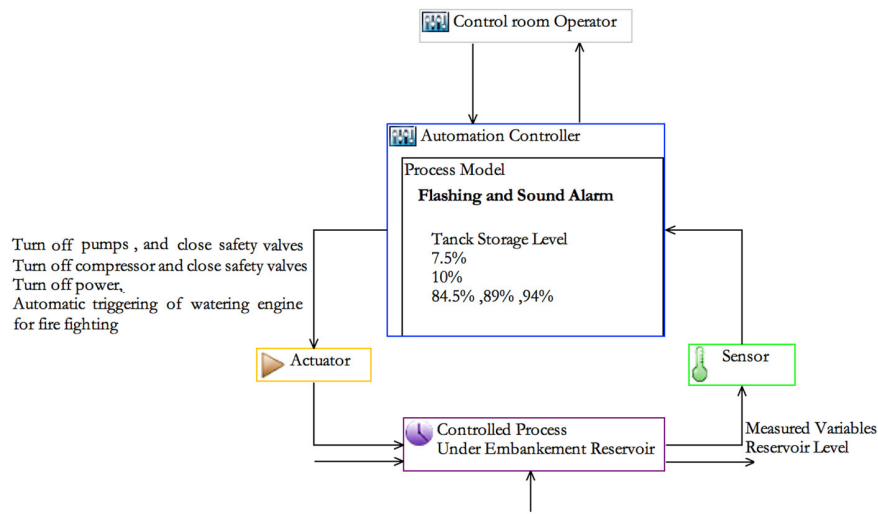 Control room Operator
Automation Controller
Process Model
Flashing and Sound Alarm
Tanck Storage Level
7.5%
10%
84.5% ,89% ,94%
Turn off pumps , and close safety valves
Turn off compressor and close safety valves
Turn off power,
Automatic triggering of watering engine
for fire fighting
Actuator
Sensor
Controlled Process
Under Embankement Reservoir
Measured Variables
Reservoir Level